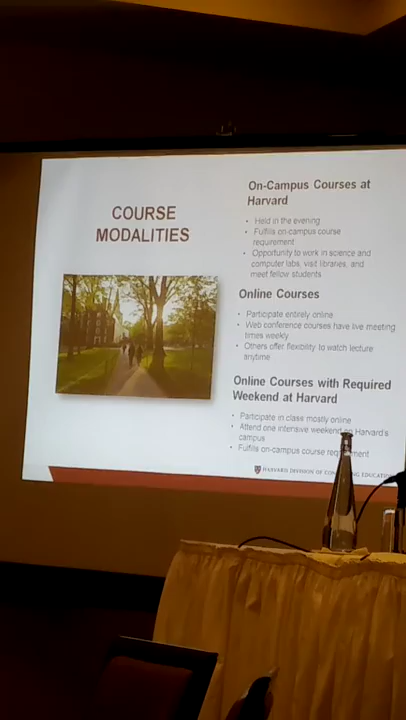 COURSE
MODALITIES
On-Campus Courses at
Harvard
• Held in the evening
• Fulfills on-campus course
requirement
• Opportunity to work in science and
computer labs, visit libraries, and
meet fellow students
Online Courses
• Participate entirely online
• Web conference courses have live meeting
times weekly
• Others offer flexibility to watch lecture
anytime
Online Courses with Required
Weekend at Harvard
• Participate in class mostly online
• Attend one intensive weekend on Harvard's
campus
• Fulfills on-campus course
HARVARD DIVISION OF